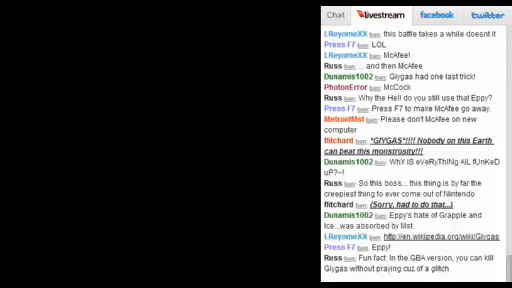 Chat livestream facebook twitter
LReyomeXX ban: this battle takes a while doesnt it
Press F7 ban: LOL
LReyomeXX ban: McAfee!
Russ ban: ... and then McAfee
Dunamis1002 ban: Giygas had one last trick!
PhotonError ban: McCock
Russ ban: Why the Hell do you still use that Eppy?
Press F7 ban: Press F7 to make McAfee go away.
MetroidMst ban: Please don't McAfee on new
computer
flitchard ban: *GIYGAS*!!!! Nobody on this Earth
can beat this monstrosity!!!
Dunamis1002 ban: WhY iS eVeRyThINg AlL fUnKeD
uP?~!
Russ ban: So this boss... this thing is by far the
creepiest thing to ever come out of Nintendo
flitchard ban: (Sorry, had to do that...)
Dunamis1002 ban: Eppy's hate of Grapple and
Ice...was absorbed by Mst.
LReyomeXX ban: http://en.wikipedia.org/wiki/Giygas
Press F7 ban: Eppy!
Russ ban: Fun fact: In the GBA version, you can kill
Giygas without praying cuz of a glitch